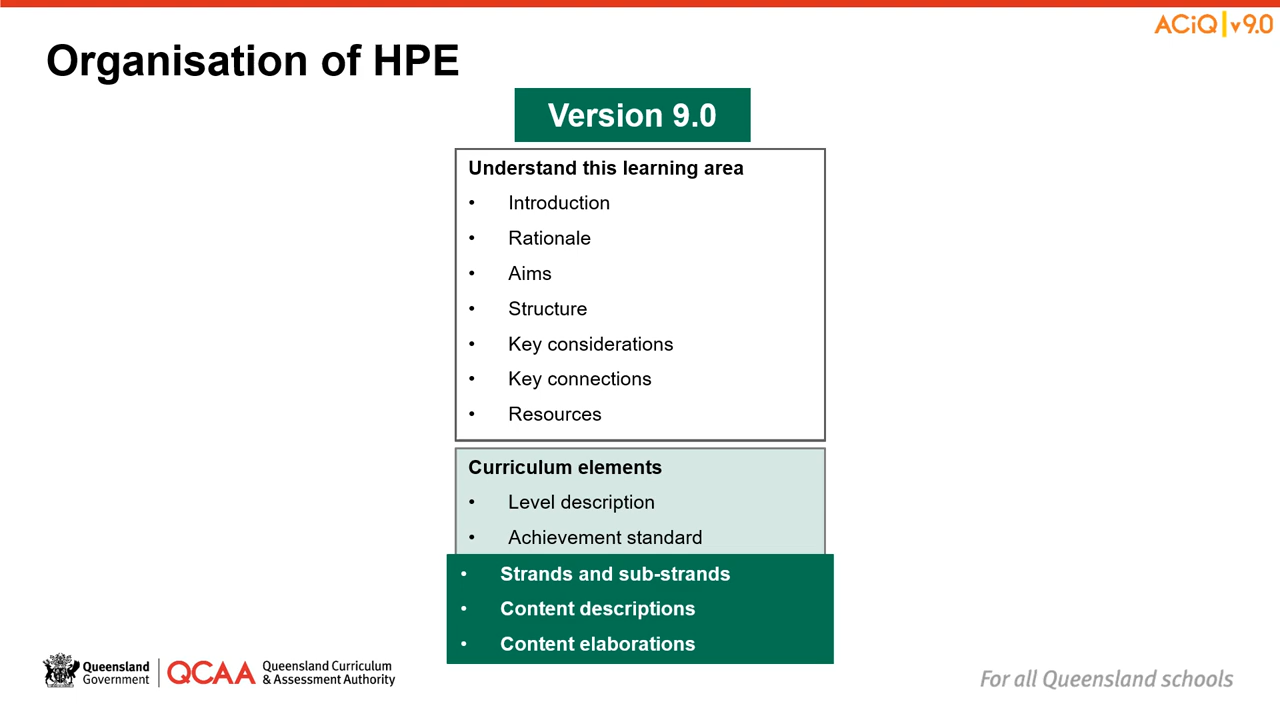 ACiQ v9.0
Organisation of HPE
Version 9.0
Understand this learning area
• Introduction
• Rationale
• Aims
• Structure
• Key considerations
• Key connections
• Resources
Curriculum elements
• Level description
• Achievement standard
• Strands and sub-strands
• Content descriptions
• Content elaborations
Queensland
Government
QCAA
Queensland Curriculum
& Assessment Authority
For all Queensland schools